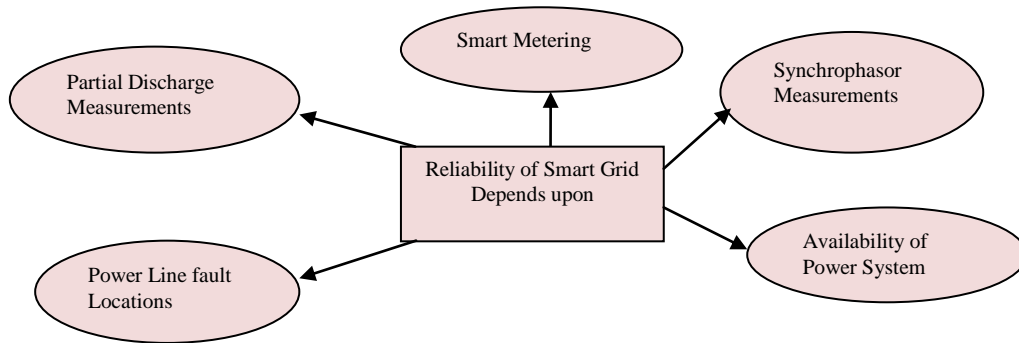 Smart Metering
Partial Discharge
Measurements
Synchrophasor
Measurements
Reliability of Smart Grid
Depends upon
Power Line fault
Locations
Availability of
Power System